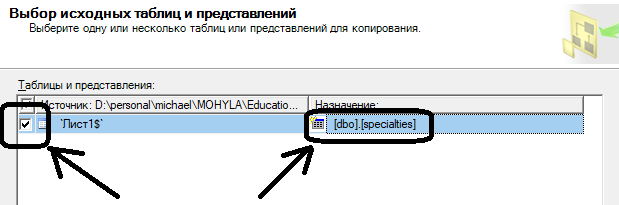 Выбор исходных таблиц и представлений
Выберите одну или несколько таблиц или представлений для копирования.
Таблицы и представления:
Источник: D:\personal\michael\MOHYLA\Educatio... Назначение:
`Лист1$` [dbo].[specialties]